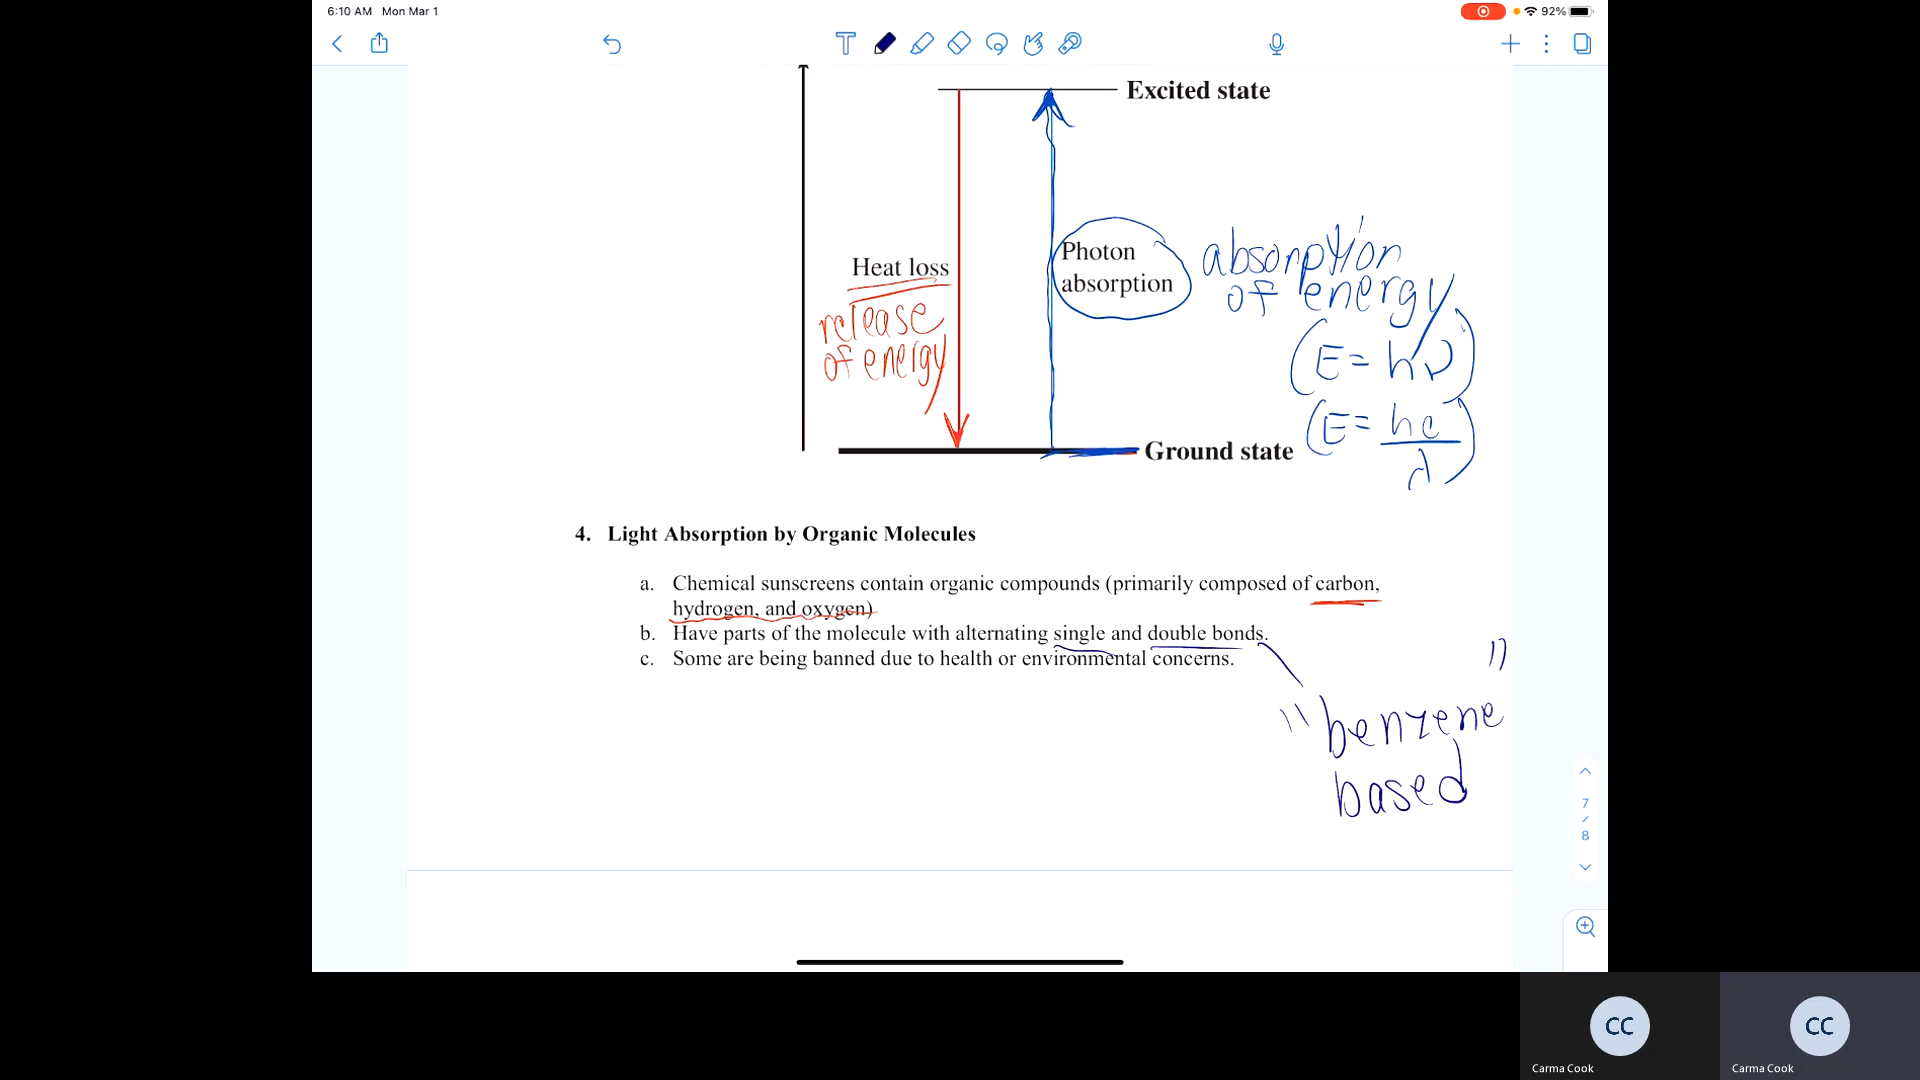 6:10 AM Mon Mar 1
92%
Excited state
Photon
absorption
absorption
of energy
Heat loss
release
of energy
(E = hν)
(E = hc/λ)
Ground state
4. Light Absorption by Organic Molecules
a. Chemical sunscreens contain organic compounds (primarily composed of carbon,
hydrogen, and oxygen)
b. Have parts of the molecule with alternating single and double bonds.
c. Some are being banned due to health or environmental concerns.
"benzene"
based
7
/
8
CC
CC
Carma Cook
Carma Cook